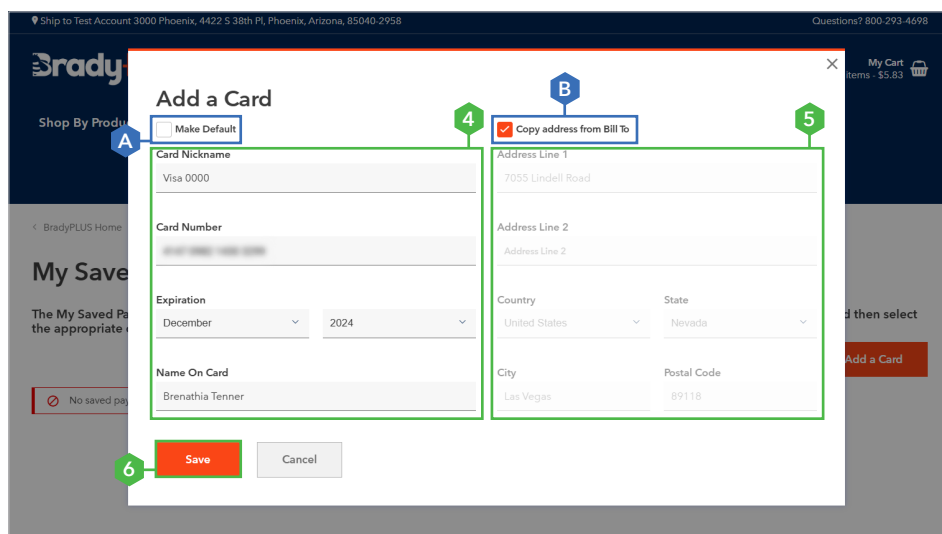 Ship to Test Account 3000 Phoenix, 4422 S 38th Pl, Phoenix, Arizona, 85040-2958
Questions? 800-293-4698
Brady
My Cart
items - $5.83
Shop By Produ
Add a Card
B
A
Make Default
4
Copy address from Bill To
5
Card Nickname
Address Line 1
Visa 0000
7055 Lindell Road
< BradyPLUS Home
Card Number
Address Line 2
Address Line 2
My Save
Expiration
Country
State
The My Saved Pa
d then select
the appropriate
December
2024
United States
Nevada
Add a Card
Name On Card
City
Postal Code
No saved pay
Brenathia Tenner
Las Vegas
89118
6
Save
Cancel